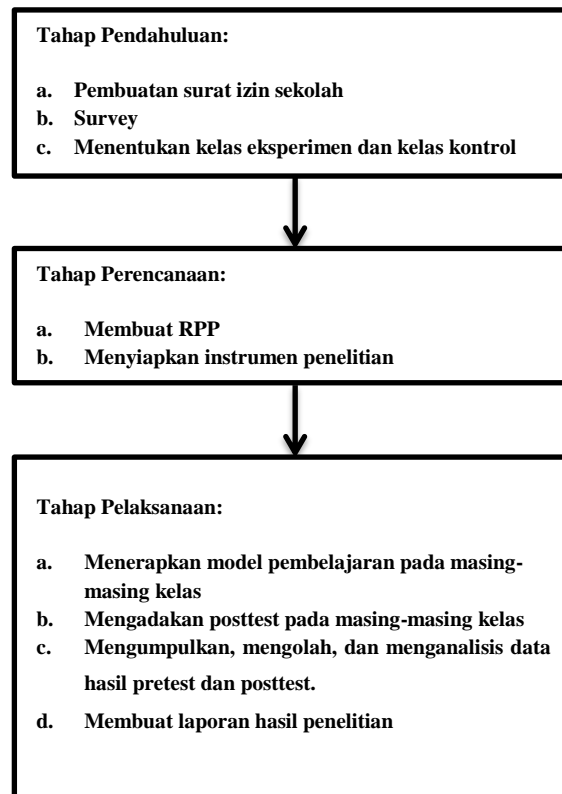 Tahap Pendahuluan:
a. Pembuatan surat izin sekolah
b. Survey
c. Menentukan kelas eksperimen dan kelas kontrol
Tahap Perencanaan:
a. Membuat RPP
b. Menyiapkan instrumen penelitian
Tahap Pelaksanaan:
a. Menerapkan model pembelajaran pada masing-
masing kelas
b. Mengadakan posttest pada masing-masing kelas
c. Mengumpulkan, mengolah, dan menganalisis data
hasil pretest dan posttest.
d. Membuat laporan hasil penelitian